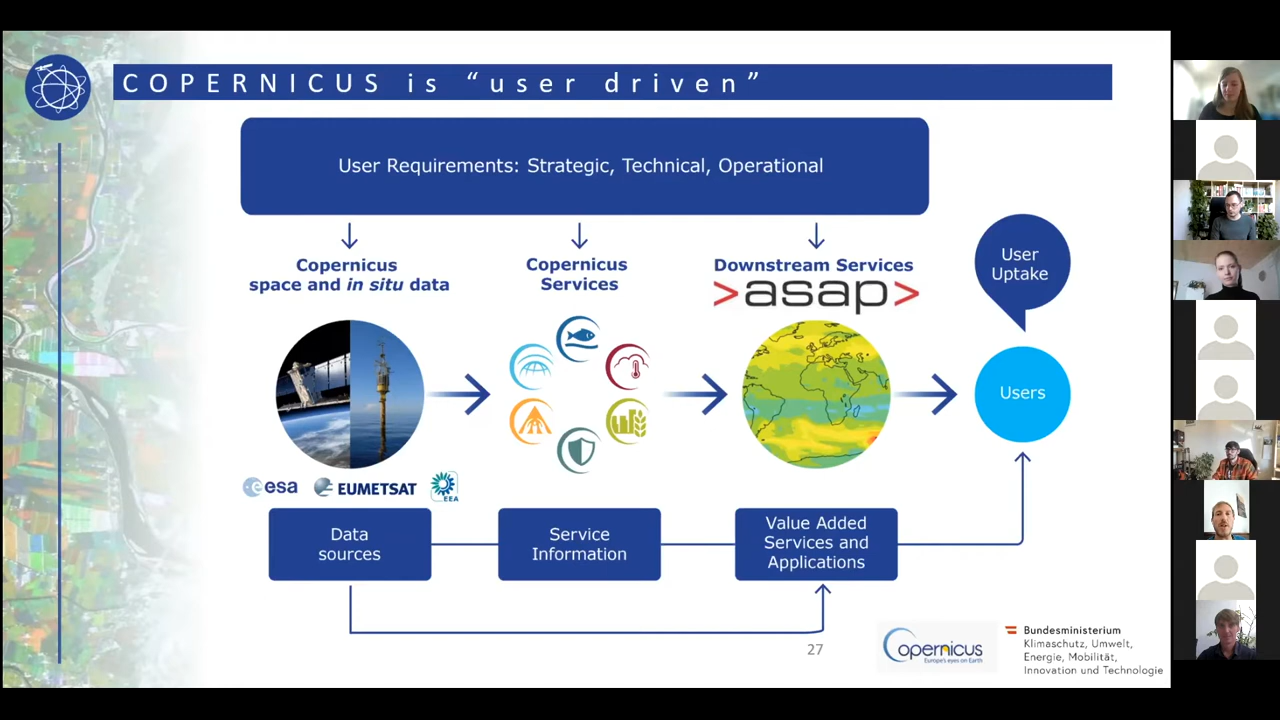 COPERNICUS is “user driven”
User Requirements: Strategic, Technical, Operational
Copernicus
space and in situ data
Copernicus
Services
Downstream Services
>asap>
User
Uptake
Users
esa
EUMETSAT
EEA
Data
sources
Service
Information
Value Added
Services and
Applications
27
opernicus
Europe's eyes on Earth
Bundesministerium
Klimaschutz, Umwelt,
Energie, Mobilität,
Innovation und Technologie